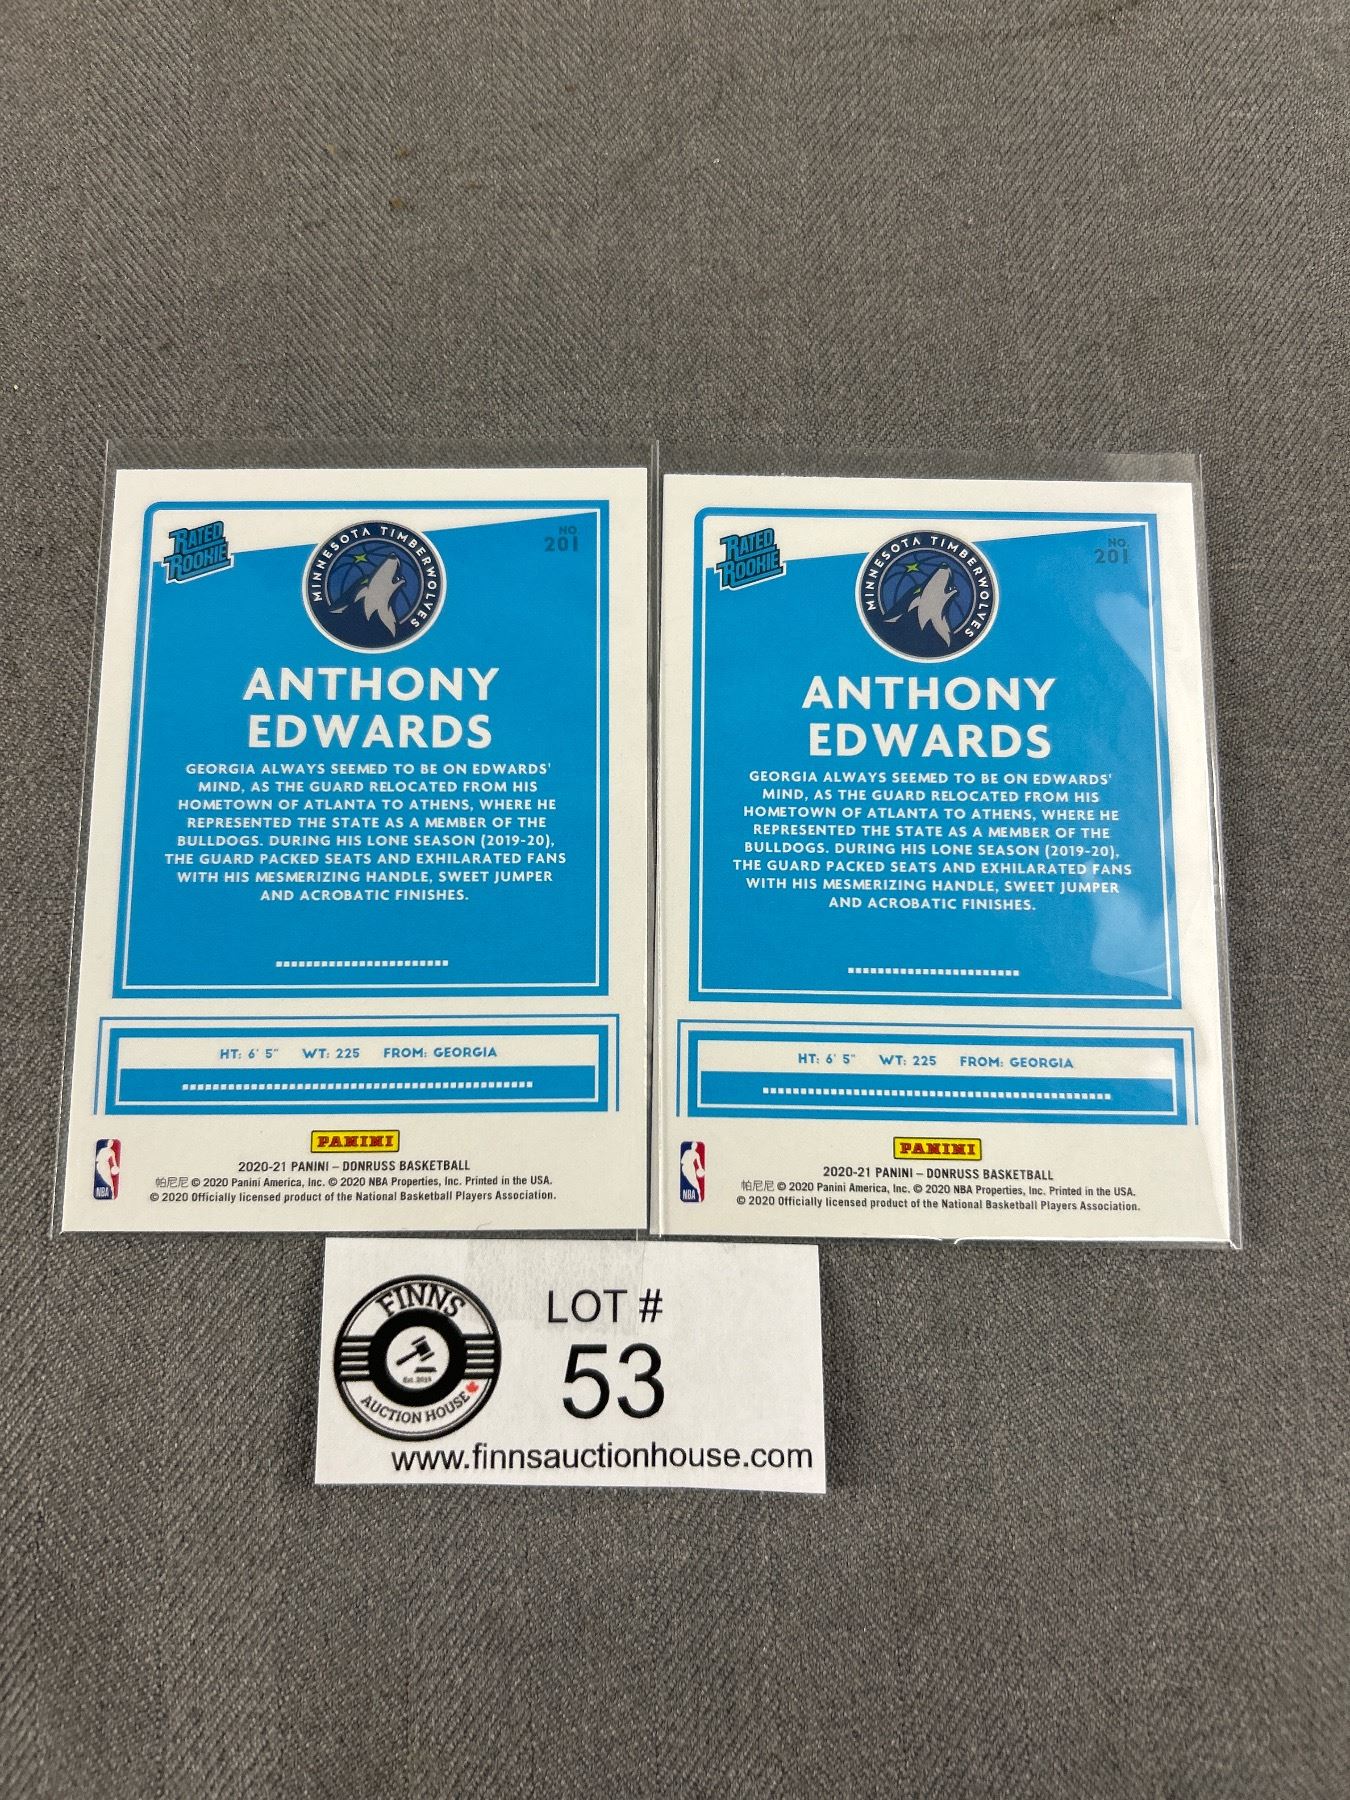 RATED
ROOKIE
MINNESOTA TIMBERWOLVES
NO.
201
ANTHONY
EDWARDS
GEORGIA ALWAYS SEEMED TO BE ON EDWARDS'
MIND, AS THE GUARD RELOCATED FROM HIS
HOMETOWN OF ATLANTA TO ATHENS, WHERE HE
REPRESENTED THE STATE AS A MEMBER OF THE
BULLDOGS. DURING HIS LONE SEASON (2019-20),
THE GUARD PACKED SEATS AND EXHILARATED FANS
WITH HIS MESMERIZING HANDLE, SWEET JUMPER
AND ACROBATIC FINISHES.
HT: 6' 5" WT: 225 FROM: GEORGIA
PANINI
NBA
2020-21 PANINI – DONRUSS BASKETBALL
帕尼尼 © 2020 Panini America, Inc. © 2020 NBA Properties, Inc. Printed in the USA.
© 2020 Officially licensed product of the National Basketball Players Association.
RATED
ROOKIE
MINNESOTA TIMBERWOLVES
NO.
201
ANTHONY
EDWARDS
GEORGIA ALWAYS SEEMED TO BE ON EDWARDS'
MIND, AS THE GUARD RELOCATED FROM HIS
HOMETOWN OF ATLANTA TO ATHENS, WHERE HE
REPRESENTED THE STATE AS A MEMBER OF THE
BULLDOGS. DURING HIS LONE SEASON (2019-20),
THE GUARD PACKED SEATS AND EXHILARATED FANS
WITH HIS MESMERIZING HANDLE, SWEET JUMPER
AND ACROBATIC FINISHES.
HT: 6' 5" WT: 225 FROM: GEORGIA
PANINI
NBA
2020-21 PANINI – DONRUSS BASKETBALL
帕尼尼 © 2020 Panini America, Inc. © 2020 NBA Properties, Inc. Printed in the USA.
© 2020 Officially licensed product of the National Basketball Players Association.
FINNS
Est. 2014
AUCTION HOUSE
LOT #
53
www.finnsauctionhouse.com